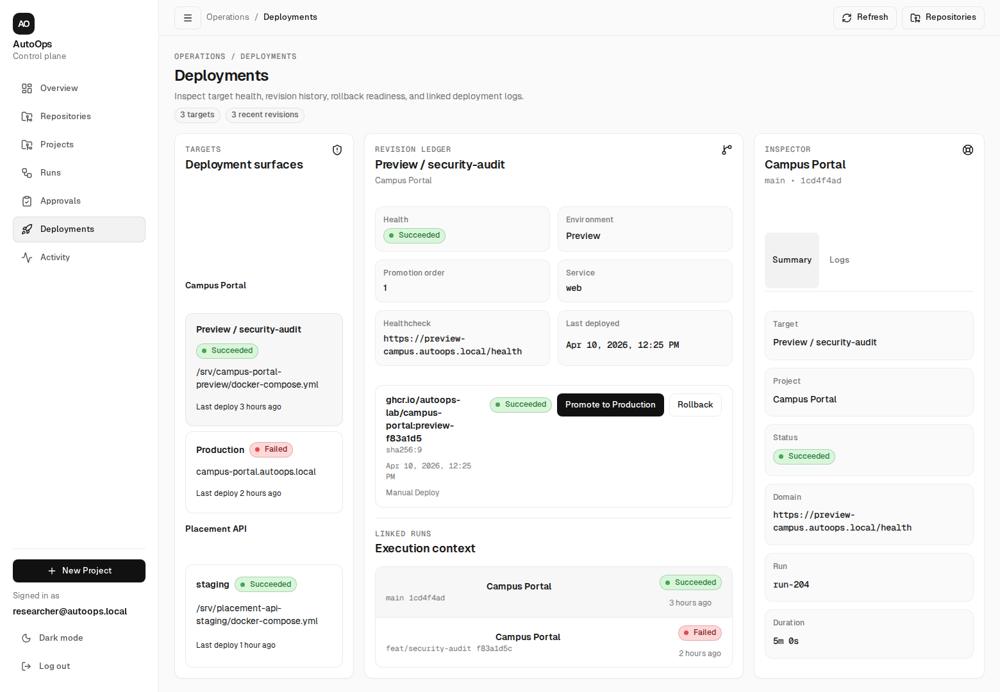 AO
AutoOps
Control plane
Overview
Repositories
Projects
Runs
Approvals
Deployments
Activity
New Project
Signed in as
researcher@autoops.local
Dark mode
Log out
Operations / Deployments
Refresh
Repositories
OPERATIONS / DEPLOYMENTS
Deployments
Inspect target health, revision history, rollback readiness, and linked deployment logs.
3 targets
3 recent revisions
TARGETS
Deployment surfaces
Campus Portal
Preview / security-audit
Succeeded
/srv/campus-portal-
preview/docker-compose.yml
Last deploy 3 hours ago
Production
Failed
campus-portal.autoops.local
Last deploy 2 hours ago
Placement API
staging
Succeeded
/srv/placement-api-
staging/docker-compose.yml
Last deploy 1 hour ago
REVISION LEDGER
Preview / security-audit
Campus Portal
Health
Succeeded
Environment
Preview
Promotion order
1
Service
web
Healthcheck
https://preview-
campus.autoops.local/health
Last deployed
Apr 10, 2026, 12:25 PM
ghcr.io/autoops-
lab/campus-
portal:preview-
f83a1d5
sha256:9
Apr 10, 2026, 12:25
PM
Manual Deploy
Succeeded
Promote to Production
Rollback
LINKED RUNS
Execution context
Campus Portal
main 1cd4f4ad
Succeeded
3 hours ago
Campus Portal
feat/security-audit f83a1d5c
Failed
2 hours ago
INSPECTOR
Campus Portal
main • 1cd4f4ad
Summary
Logs
Target
Preview / security-audit
Project
Campus Portal
Status
Succeeded
Domain
https://preview-
campus.autoops.local/health
Run
run-204
Duration
5m 0s